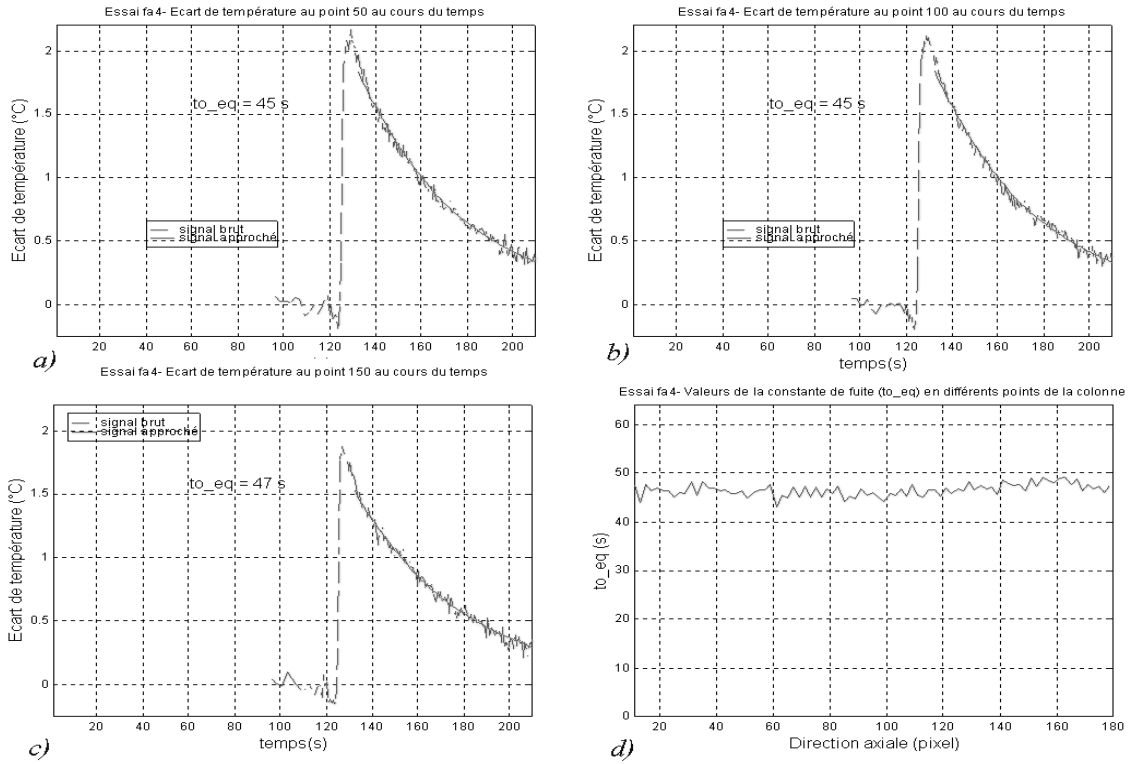 Essai fa4- Ecart de température au point 50 au cours du temps
Ecart de température (°C)
2
1.5
1
0.5
0
to_eq = 45 s
signal brut
signal approché
20 40 60 80 100 120 140 160 180 200
a)
Essai fa4- Ecart de température au point 100 au cours du temps
Ecart de température (°C)
2
1.5
1
0.5
0
to_eq = 45 s
signal brut
signal approché
20 40 60 80 100 120 140 160 180 200
temps(s)
b)
Essai fa4- Ecart de température au point 150 au cours du temps
Ecart de température (°C)
2
1.5
1
0.5
0
signal brut
signal approché
to_eq = 47 s
20 40 60 80 100 120 140 160 180 200
temps(s)
c)
Essai fa4- Valeurs de la constante de fuite (to_eq) en différents points de la colonne
to_eq (s)
60
50
40
30
20
10
0
20 40 60 80 100 120 140 160 180
Direction axiale (pixel)
d)